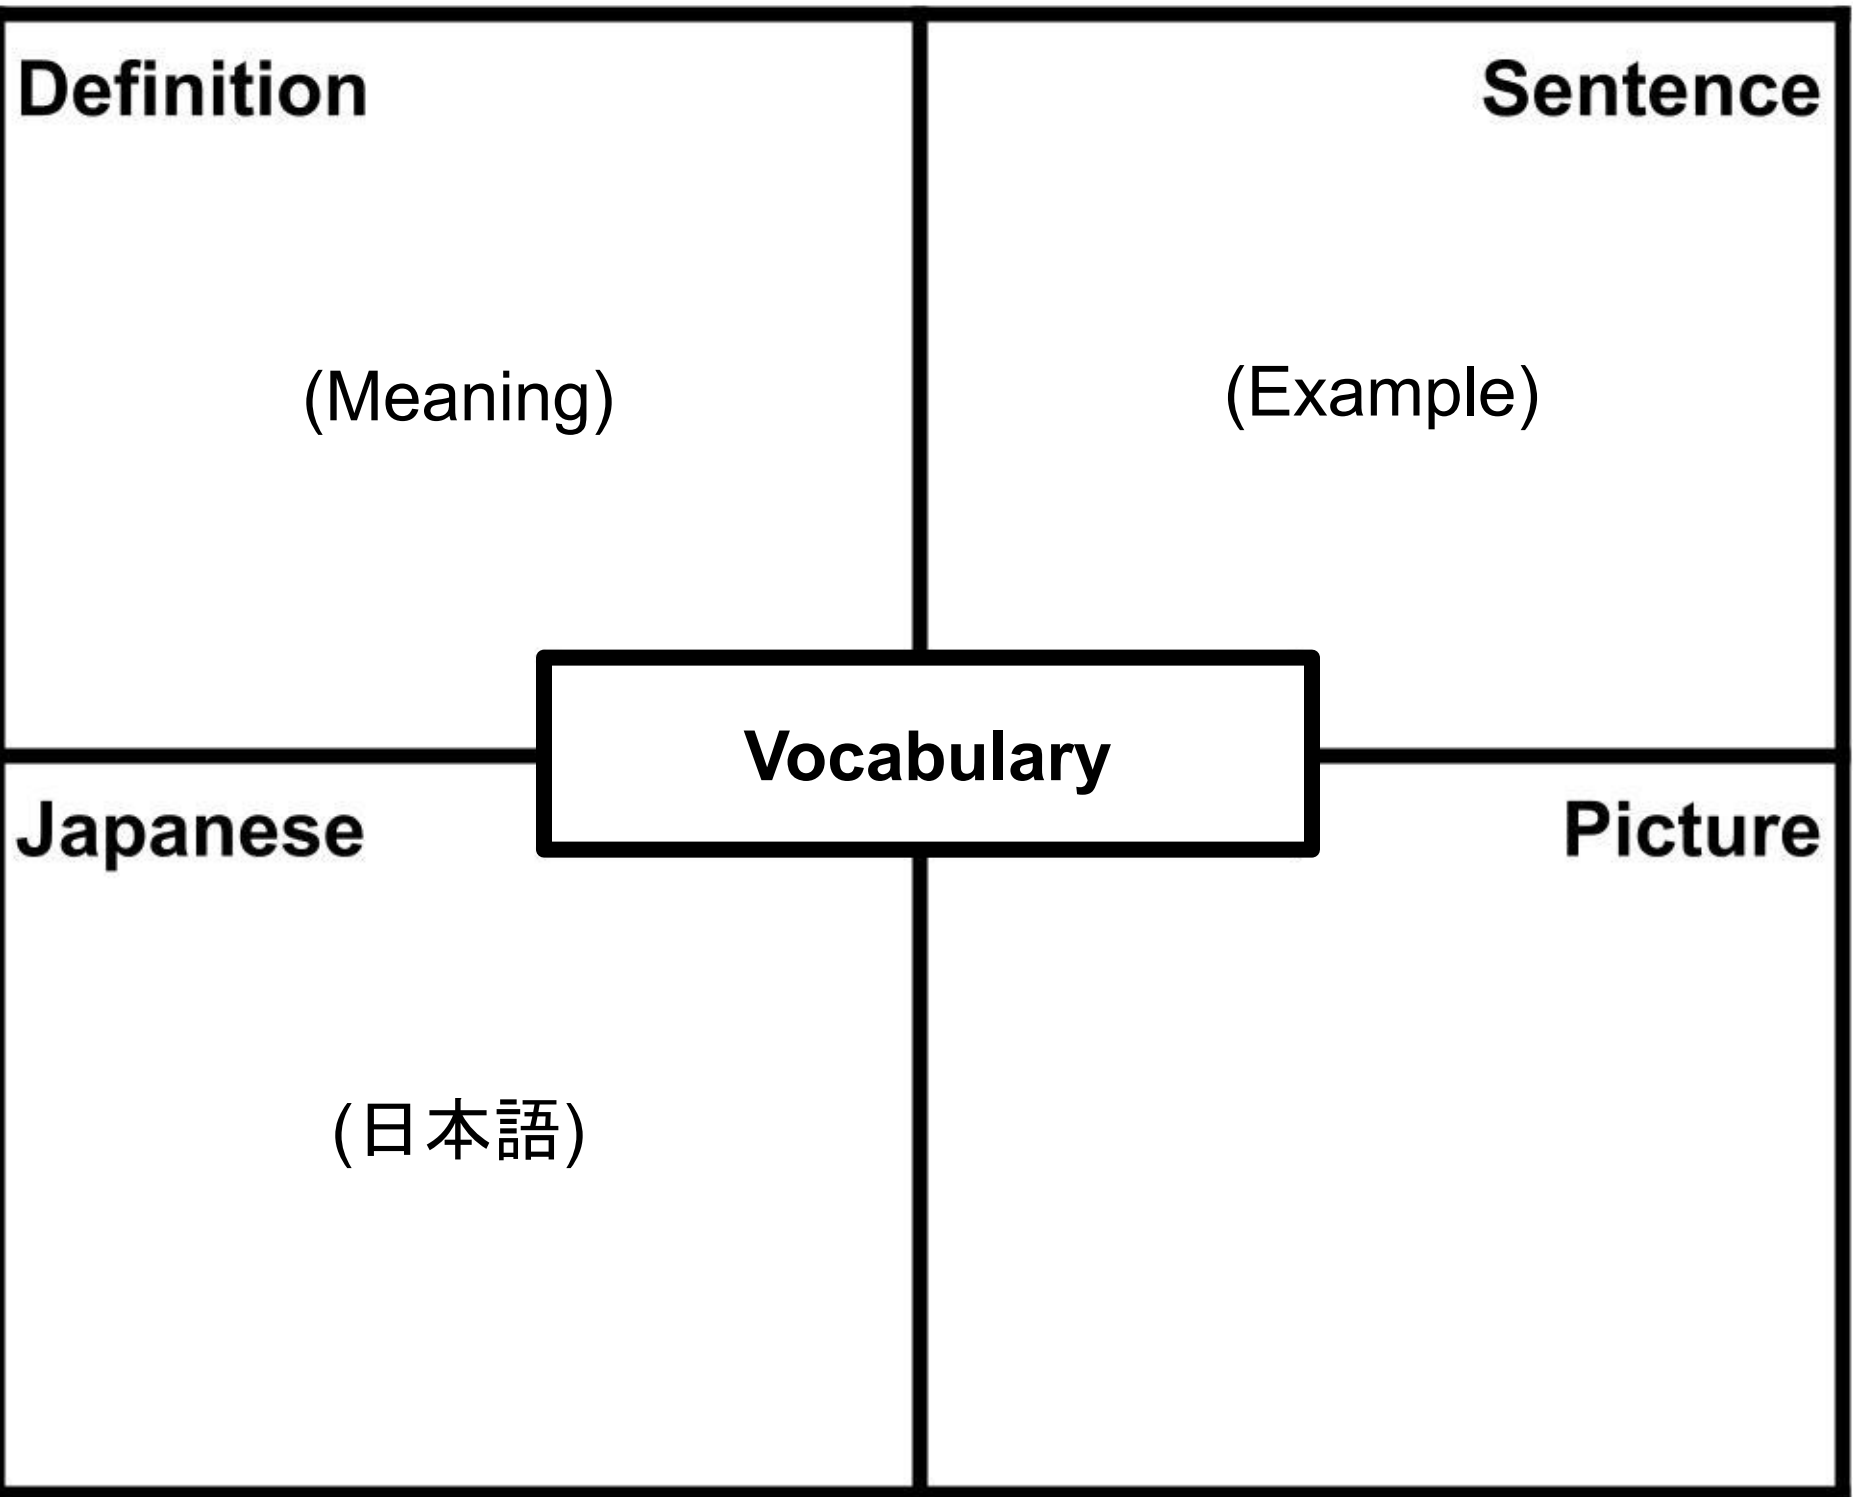 Definition
(Meaning)
Sentence
(Example)
Vocabulary
Japanese
(日本語)
Picture